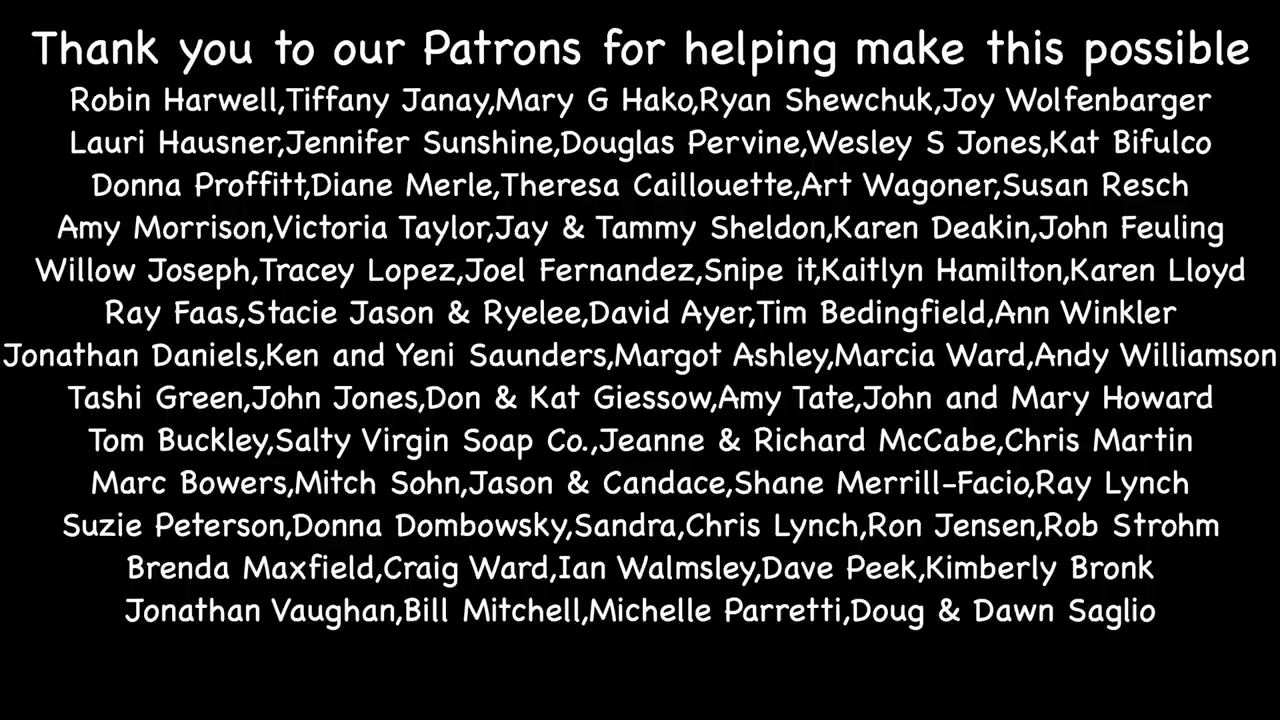 Thank you to our Patrons for helping make this possible
Robin Harwell,Tiffany Janay,Mary G Hako,Ryan Shewchuk,Joy Wolfenbarger
Lauri Hausner,Jennifer Sunshine,Douglas Pervine,Wesley S Jones,Kat Bifulco
Donna Proffitt,Diane Merle,Theresa Caillouette,Art Wagoner,Susan Resch
Amy Morrison,Victoria Taylor,Jay & Tammy Sheldon,Karen Deakin,John Feuling
Willow Joseph,Tracey Lopez,Joel Fernandez,Snipe it,Kaitlyn Hamilton,Karen Lloyd
Ray Faas,Stacie Jason & Ryelee,David Ayer,Tim Bedingfield,Ann Winkler
Jonathan Daniels,Ken and Yeni Saunders,Margot Ashley,Marcia Ward,Andy Williamson
Tashi Green,John Jones,Don & Kat Giessow,Amy Tate,John and Mary Howard
Tom Buckley,Salty Virgin Soap Co.,Jeanne & Richard McCabe,Chris Martin
Marc Bowers,Mitch Sohn,Jason & Candace,Shane Merrill-Facio,Ray Lynch
Suzie Peterson,Donna Dombowsky,Sandra,Chris Lynch,Ron Jensen,Rob Strohm
Brenda Maxfield,Craig Ward,Ian Walmsley,Dave Peek,Kimberly Bronk
Jonathan Vaughan,Bill Mitchell,Michelle Parretti,Doug & Dawn Saglio